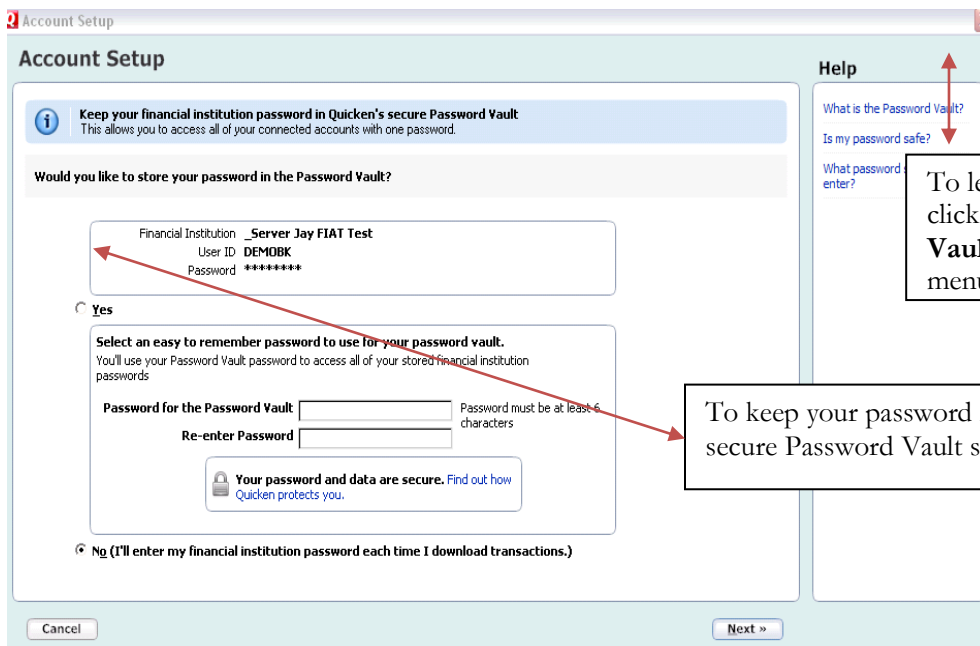 Account Setup
Account Setup
Keep your financial institution password in Quicken's secure Password Vault
This allows you to access all of your connected accounts with one password.
Would you like to store your password in the Password Vault?
Financial Institution _Server Jay FIAT Test
User ID DEMOBK
Password ********
Yes
Select an easy to remember password to use for your password vault.
You'll use your Password Vault password to access all of your stored financial institution
passwords
Password for the Password Vault
Password must be at least 6
characters
Re-enter Password
Your password and data are secure. Find out how
Quicken protects you.
No (I'll enter my financial institution password each time I download transactions.)
Cancel
Next »
Help
What is the Password Vault?
Is my password safe?
What password
enter?
To
click
menu
To keep your password
secure Password Vault